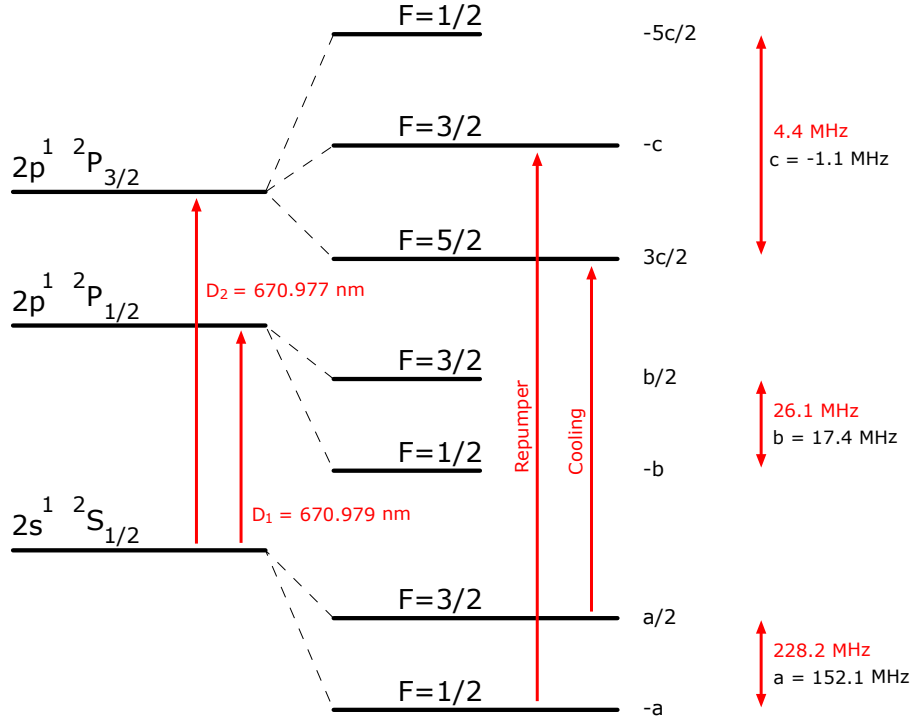 F=1/2
-5c/2
4.4 MHz
c = -1.1 MHz
F=3/2
-c
2p¹ ²P3/2
F=5/2
3c/2
D₂ = 670.977 nm
2p¹ ²P1/2
F=3/2
b/2
26.1 MHz
b = 17.4 MHz
Repumper
Cooling
F=1/2
-b
D₁ = 670.979 nm
2s¹ ²S1/2
F=3/2
a/2
228.2 MHz
a = 152.1 MHz
F=1/2
-a